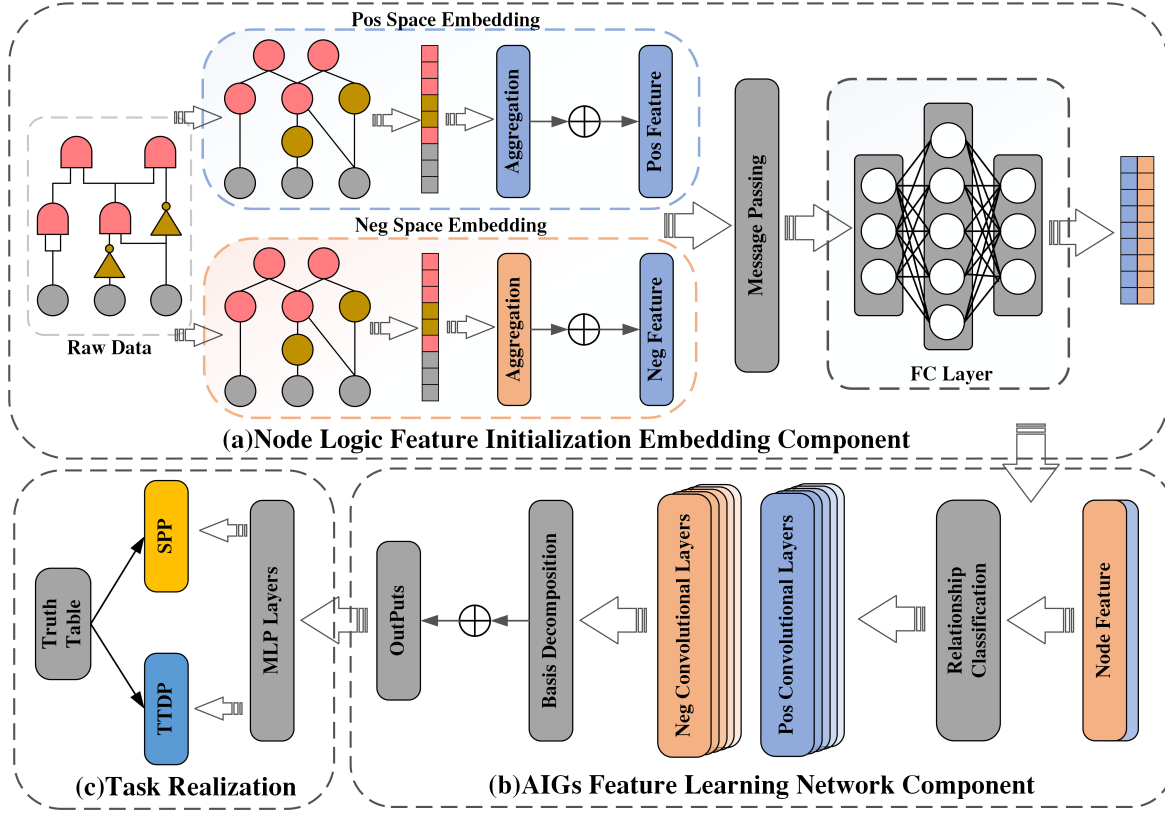 Pos Space Embedding
Aggregation
Pos Feature
Raw Data
Neg Space Embedding
Aggregation
Neg Feature
Message Passing
FC Layer
(a)Node Logic Feature Initialization Embedding Component
Truth
Table
SPP
TTDP
MLP Layers
(c)Task Realization
OutPuts
Basis Decomposition
Neg Convolutional Layers
Pos Convolutional Layers
Relationship
Classification
Node Feature
(b)AIGs Feature Learning Network Component